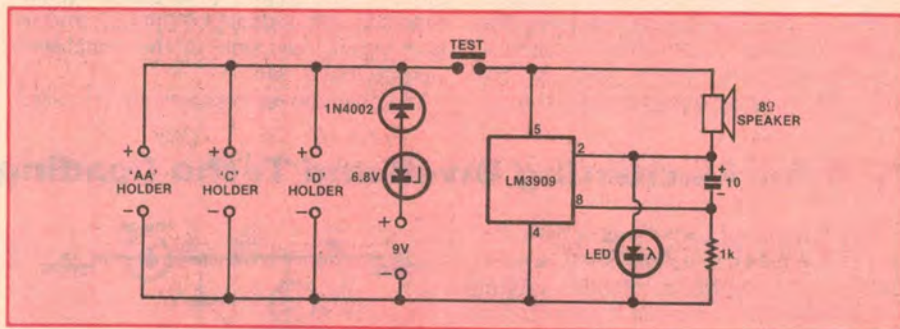 TEST
1N4002
8Ω
SPEAKER
5
2
+
+
+
+
'AA'
HOLDER
'C'
HOLDER
'D'
HOLDER
6.8V
LM3909
10
-
-
-
-
8
+
9V
-
4
LED
λ
1k